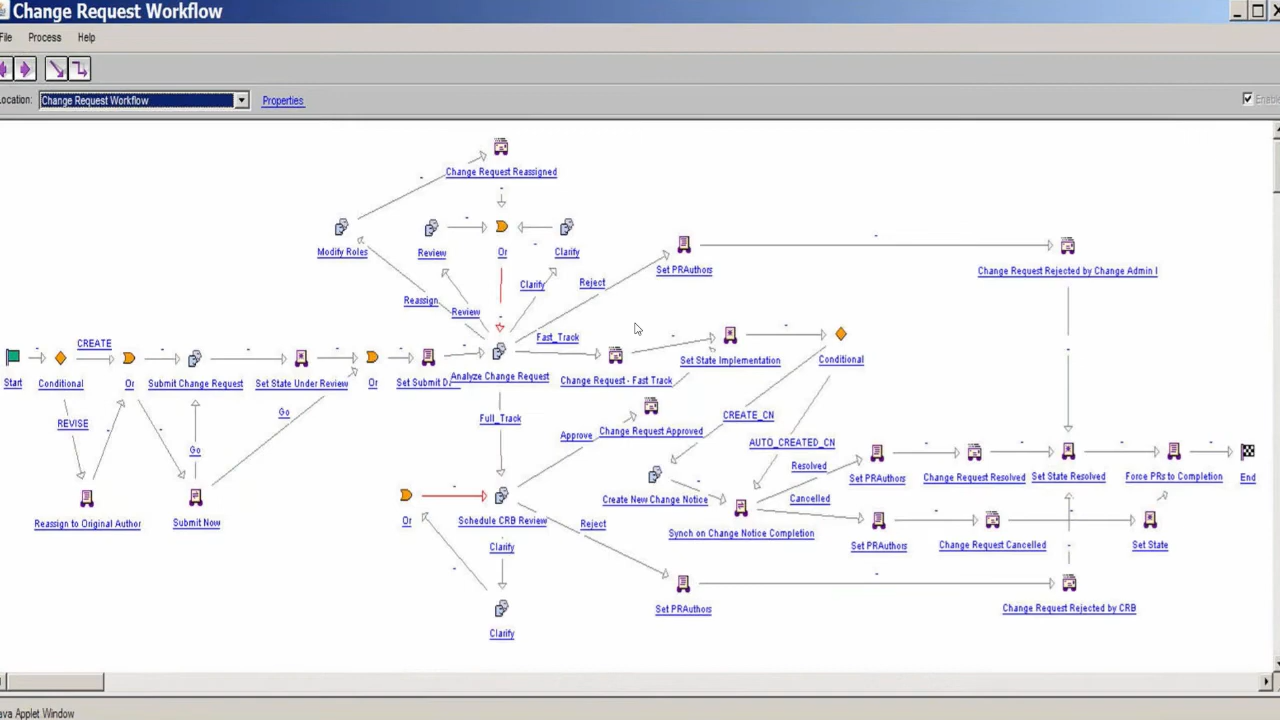 Change Request Workflow
File Process Help
Location: Change Request Workflow Properties
Change Request Reassigned
Modify Roles Review Or Clarify
Set PRAuthors
Change Request Rejected by Change Admin I
Clarify
Reject
Reassign
Review
Fast_Track
CREATE
Set State Implementation
Conditional
Start
Conditional
Or
Submit Change Request
Set State Under Review
Or
Set Submit D
Analyze Change Request
Change Request - Fast Track
REVISE
Go
Full_Track
CREATE_CN
Approve
Change Request Approved
AUTO_CREATED_CN
Go
Resolved
Set PRAuthors
Change Request Resolved
Set State Resolved
Force PRs to Completion
End
Create New Change Notice
Cancelled
Reassign to Original Author
Submit Now
Or
Schedule CRB Review
Reject
Synch on Change Notice Completion
Set PRAuthors
Change Request Cancelled
Set State
Clarify
Set PRAuthors
Change Request Rejected by CRB
Clarify
Java Applet Window